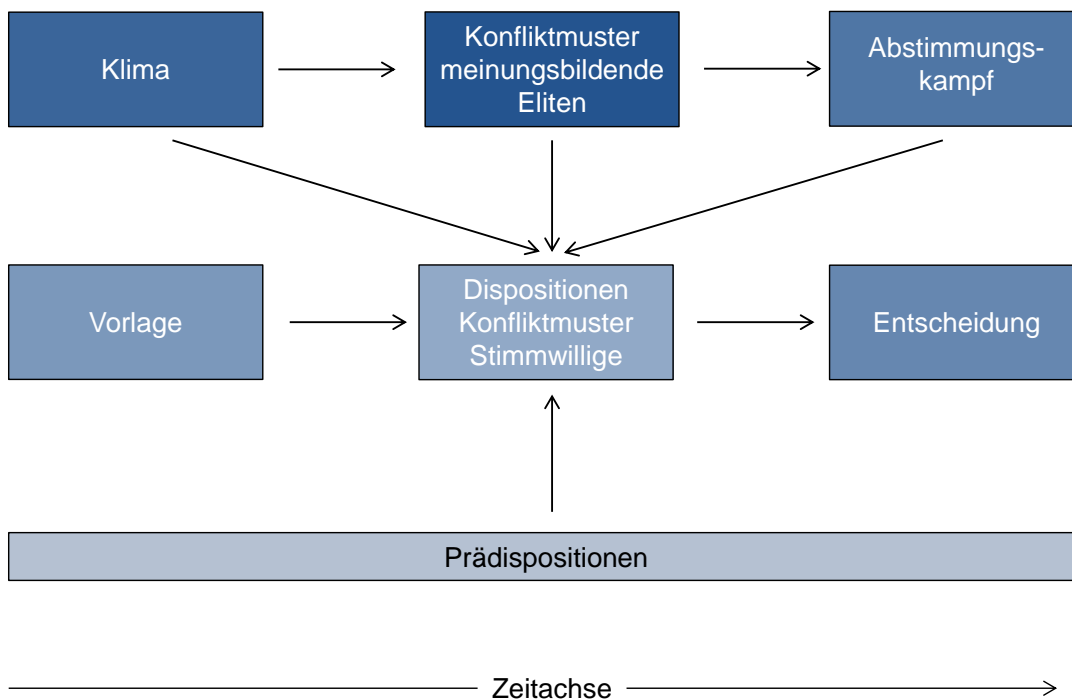 Klima
Konfliktmuster
meinungsbildende
Eliten
Abstimmungs-
kampf
Vorlage
Dispositionen
Konfliktmuster
Stimmwillige
Entscheidung
Prädispositionen
Zeitachse